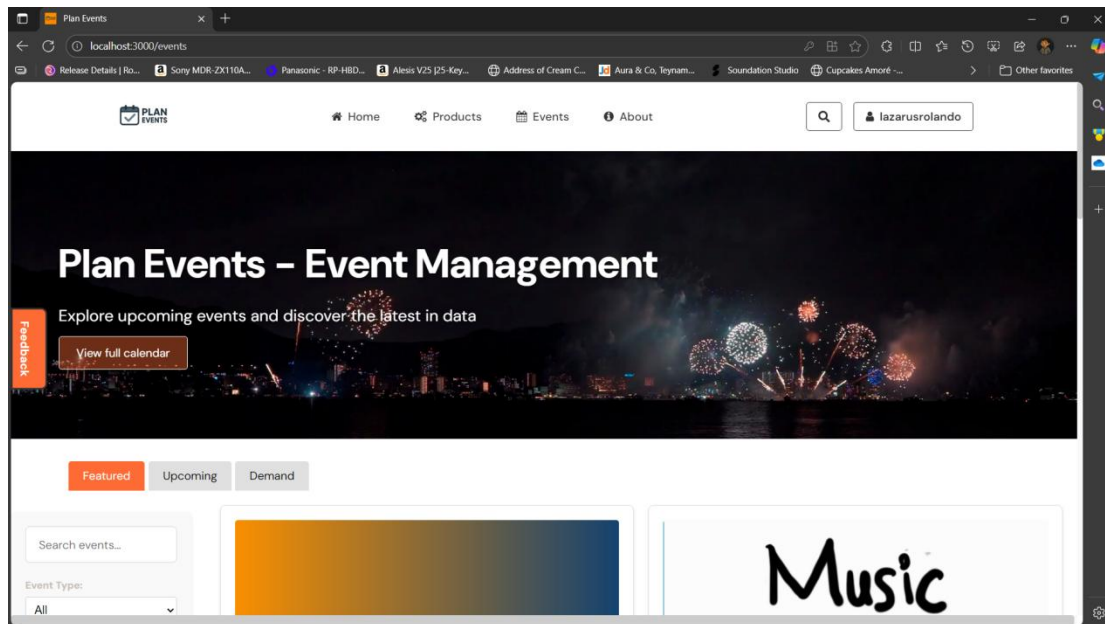 Plan Events
localhost:3000/events
Release Details | Ro...
Sony MDR-ZX110A...
Panasonic - RP-HBD...
Alesis V25 |25-Key...
Address of Cream C...
Aura & Co, Teynam...
Soundation Studio
Cupcakes Amoré -...
Other favorites
PLAN
EVENTS
Home
Products
Events
About
lazarusrolando
Plan Events – Event Management
Explore upcoming events and discover the latest in data
View full calendar
Feedback
Featured
Upcoming
Demand
Search events...
Event Type:
All
Music